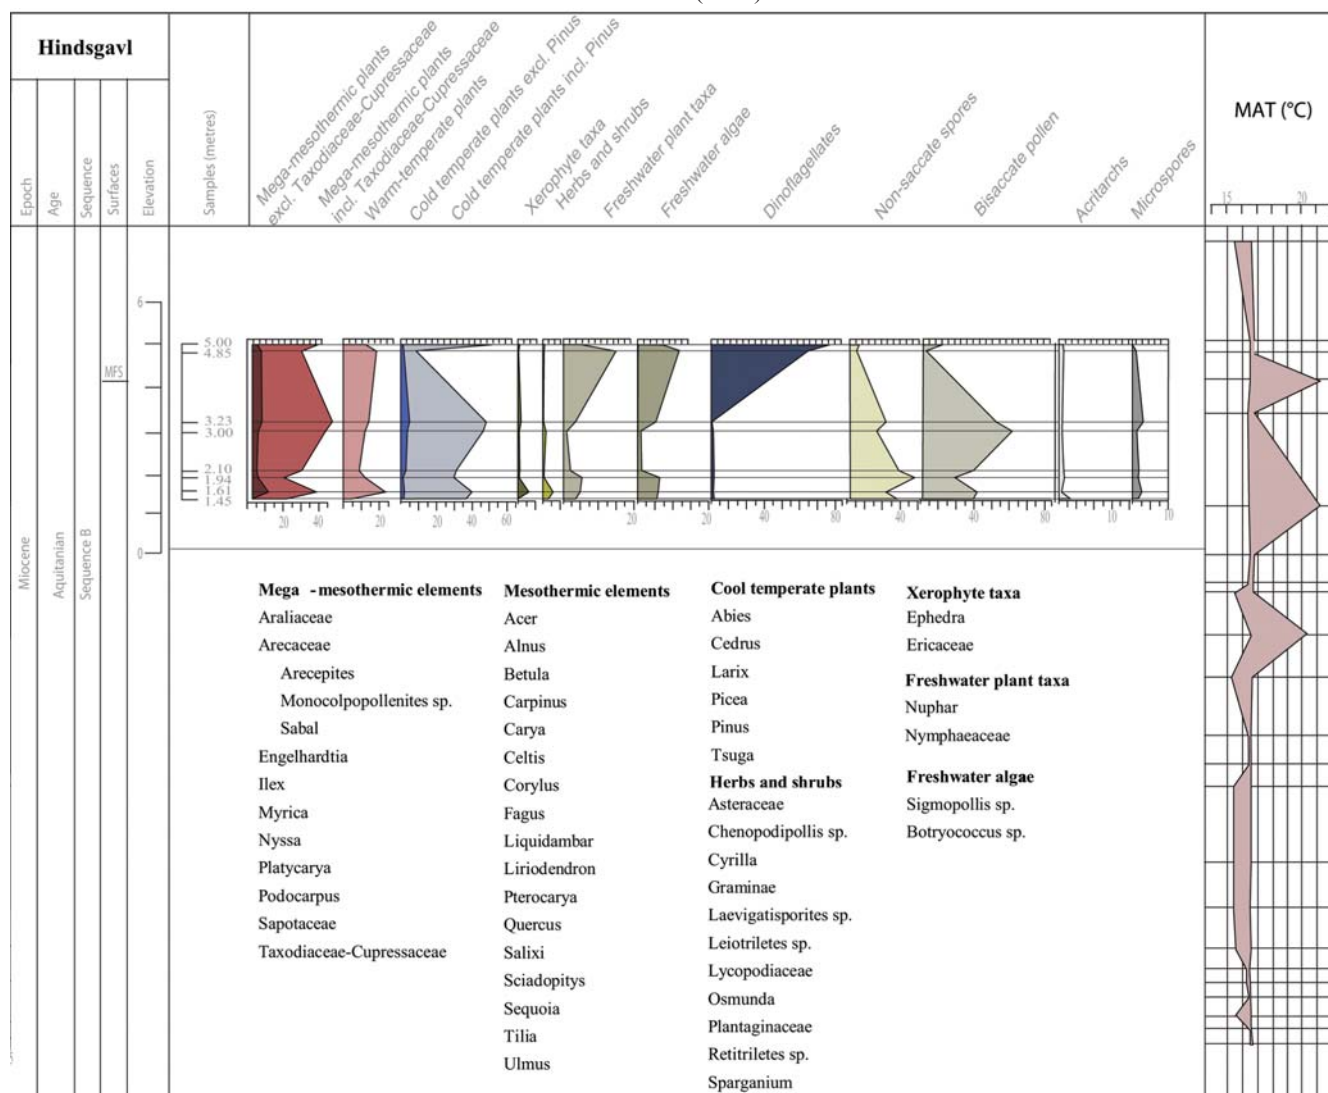 Hindsgavl
Epoch
Age
Sequence
Surfaces
Elevation
Samples (metres)
Mega-mesothermic plants
excl. Taxodiaceae-Cupressaceae
Mega-mesothermic plants
incl. Taxodiaceae-Cupressaceae
Warm-temperate plants
Cold temperate plants excl. Pinus
Cold temperate plants incl. Pinus
Xerophyte taxa
Herbs and shrubs
Freshwater plant taxa
Freshwater algae
Dinoflagellates
Non-saccate spores
Bisaccate pollen
Acritarchs
Microspores
MAT (°C)
15 20
6
MFS
0
Miocene
Aquitanian
Sequence B
5.00
4.85
3.23
3.00
2.10
1.94
1.61
1.45
20 40 20 20 40 60 20 20 40 80 40 40 80 10 10
Mega -mesothermic elements
Araliaceae
Arecaceae
Arecepites
Monocolpopollenites sp.
Sabal
Engelhardtia
Ilex
Myrica
Nyssa
Platycarya
Podocarpus
Sapotaceae
Taxodiaceae-Cupressaceae
Mesothermic elements
Acer
Alnus
Betula
Carpinus
Carya
Celtis
Corylus
Fagus
Liquidambar
Liriodendron
Pterocarya
Quercus
Salixi
Sciadopitys
Sequoia
Tilia
Ulmus
Cool temperate plants
Abies
Cedrus
Larix
Picea
Pinus
Tsuga
Herbs and shrubs
Asteraceae
Chenopodipollis sp.
Cyrilla
Graminae
Laevigatisporites sp.
Leiotriletes sp.
Lycopodiaceae
Osmunda
Plantaginaceae
Retitriletes sp.
Sparganium
Xerophyte taxa
Ephedra
Ericaceae
Freshwater plant taxa
Nuphar
Nymphaeaceae
Freshwater algae
Sigmopollis sp.
Botryococcus sp.